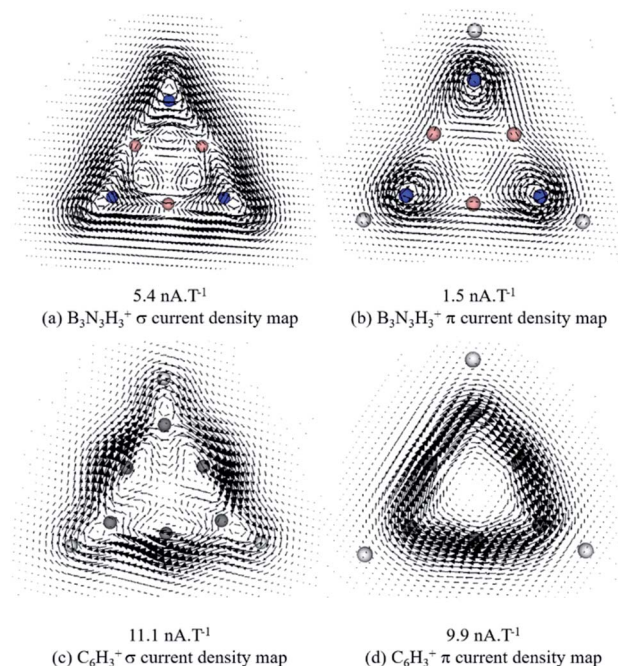 5.4 nA.T⁻¹
1.5 nA.T⁻¹
(a) B₃N₃H₃⁺ σ current density map
(b) B₃N₃H₃⁺ π current density map
11.1 nA.T⁻¹
9.9 nA.T⁻¹
(c) C₆H₃⁺ σ current density map
(d) C₆H₃⁺ π current density map